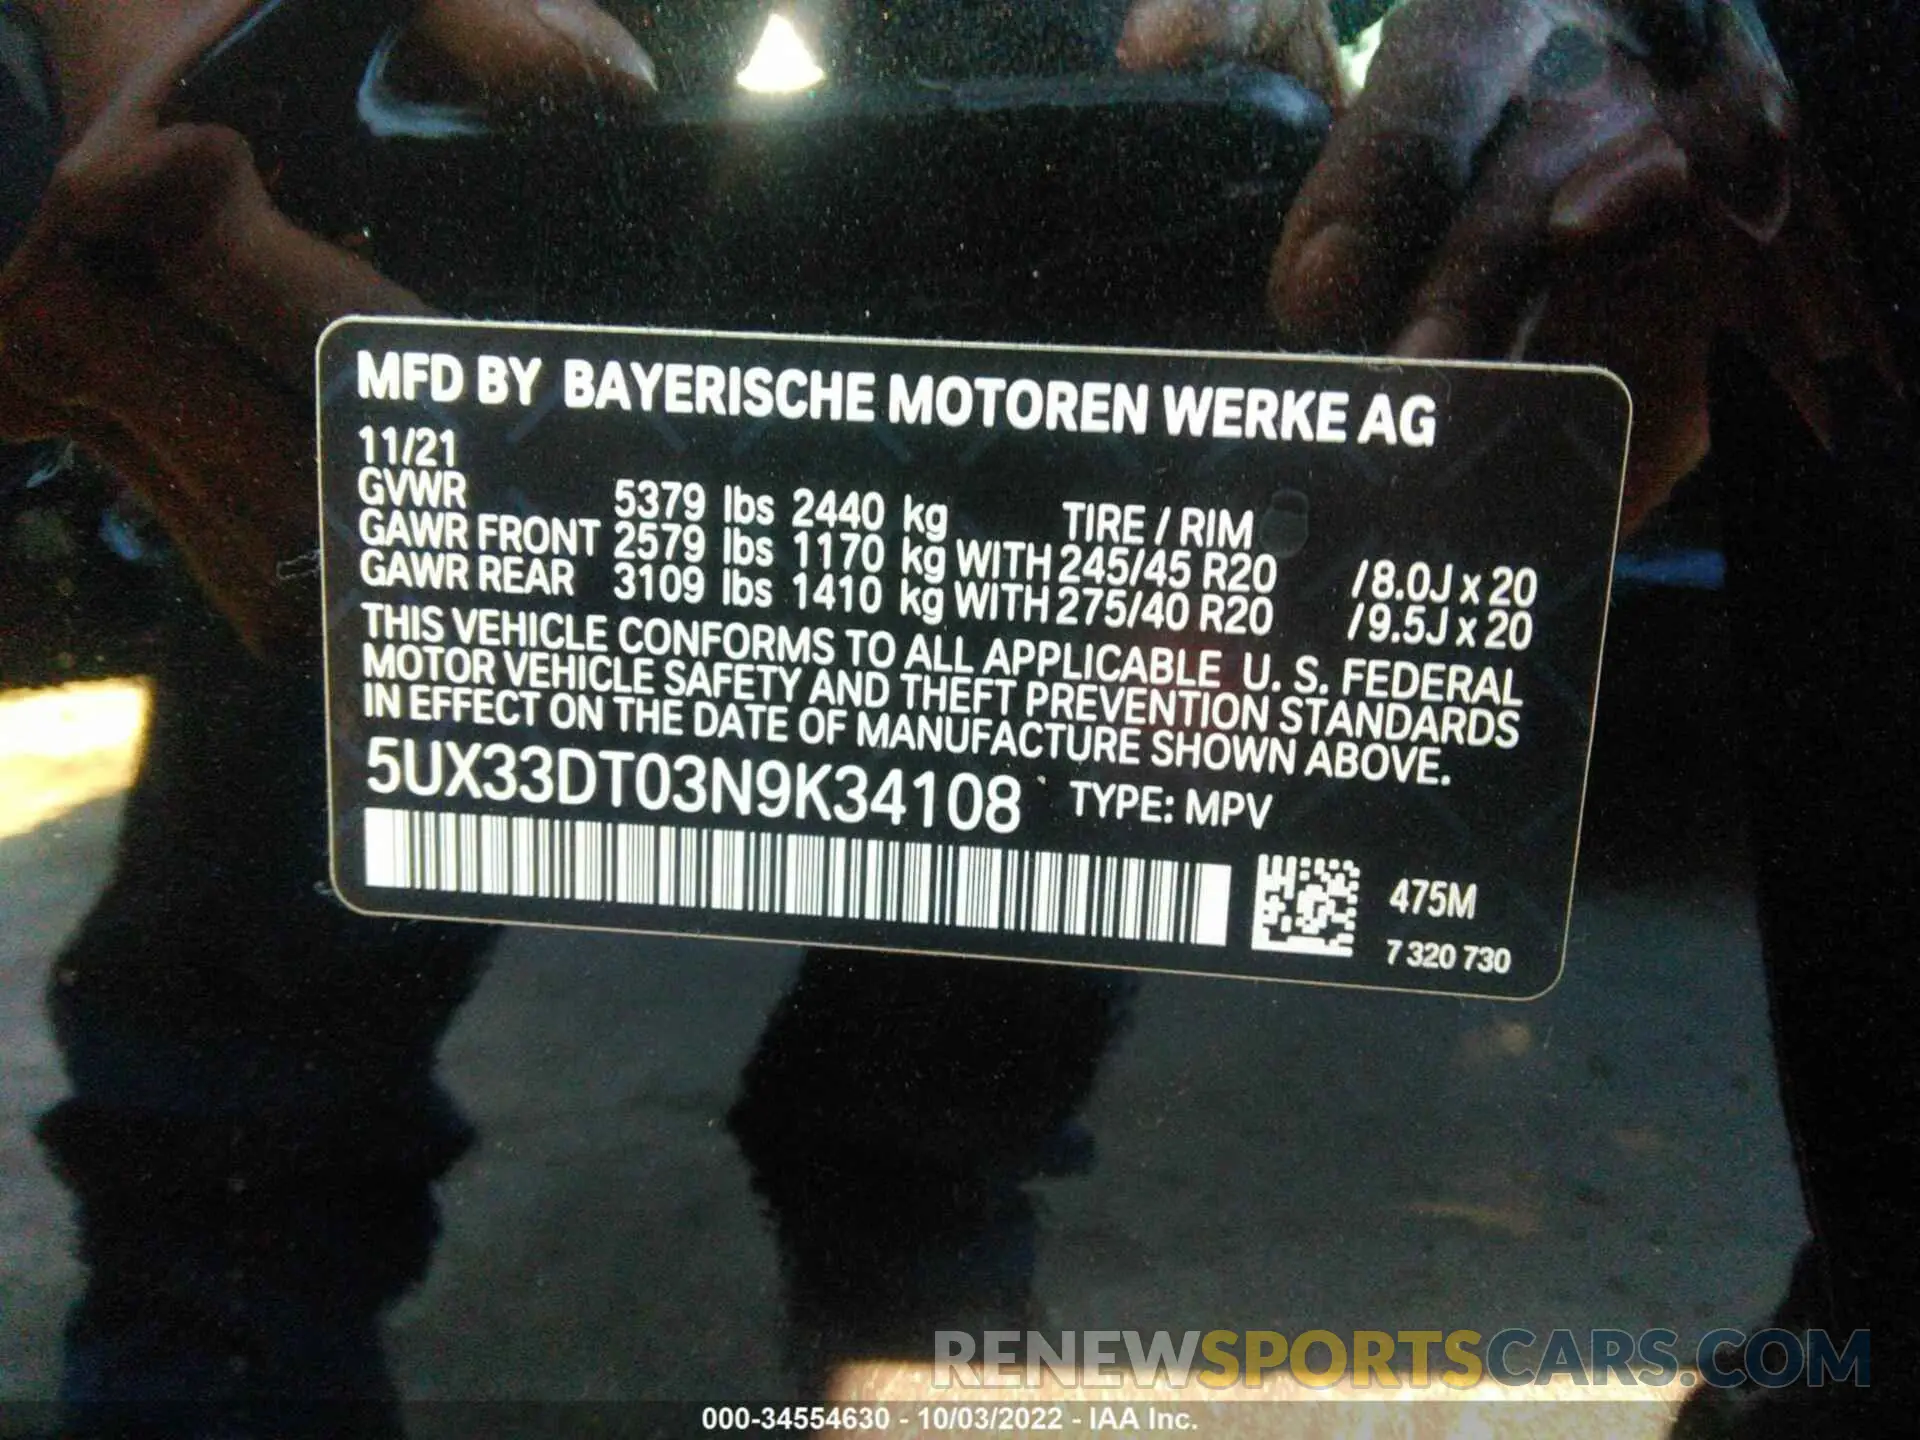 MFD BY BAYERISCHE MOTOREN WERKE AG
11/21
GVWR 5379 lbs 2440 kg TIRE / RIM
GAWR FRONT 2579 lbs 1170 kg WITH 245/45 R20 /8.0J x 20
GAWR REAR 3109 lbs 1410 kg WITH 275/40 R20 /9.5J x 20
THIS VEHICLE CONFORMS TO ALL APPLICABLE U. S. FEDERAL
MOTOR VEHICLE SAFETY AND THEFT PREVENTION STANDARDS
IN EFFECT ON THE DATE OF MANUFACTURE SHOWN ABOVE.
5UX33DT03N9K34108 TYPE: MPV
475M
7 320 730
RENEWSPORTSCARS.COM
000-34554630 - 10/03/2022 - IAA Inc.